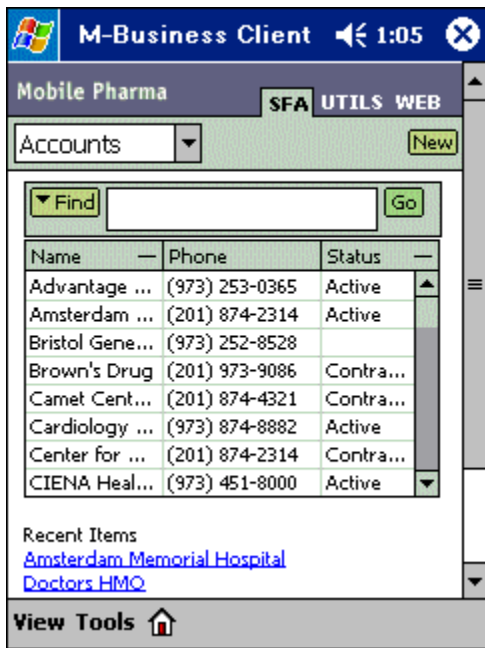 M-Business Client 1:05
Mobile Pharma SFA UTILS WEB
Accounts New
Find Go
Name Phone Status
Advantage ... (973) 253-0365 Active
Amsterdam ... (201) 874-2314 Active
Bristol Gene... (973) 252-8528
Brown's Drug (201) 973-9086 Contra...
Camet Cent... (201) 874-4321 Contra...
Cardiology ... (973) 874-8882 Active
Center for ... (201) 874-2314 Contra...
CIENA Heal... (973) 451-8000 Active
Recent Items
Amsterdam Memorial Hospital
Doctors HMO
View Tools